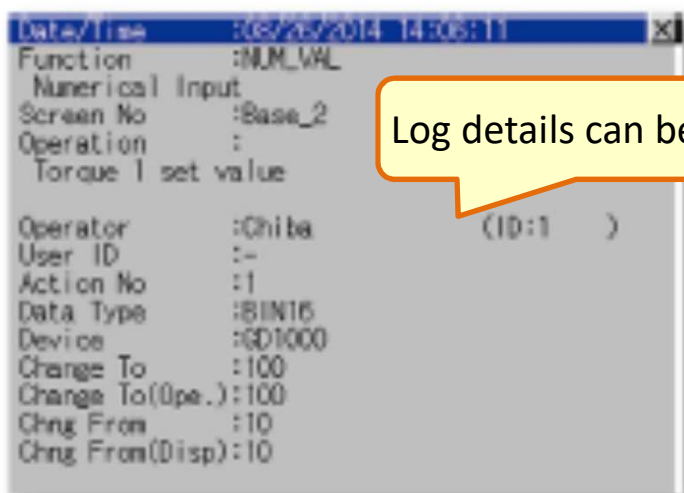 Date/Time :08/26/2014 14:06:11 X
Function :NUM_VAL
Numerical Input
Screen No :Base_2
Operation :
Torque 1 set value
Log details can be
Operator :Chiba (ID:1 )
User ID :-
Action No :1
Data Type :BIN16
Device :GD1000
Change To :100
Change To(Ope.):100
Chng From :10
Chng From(Disp):10